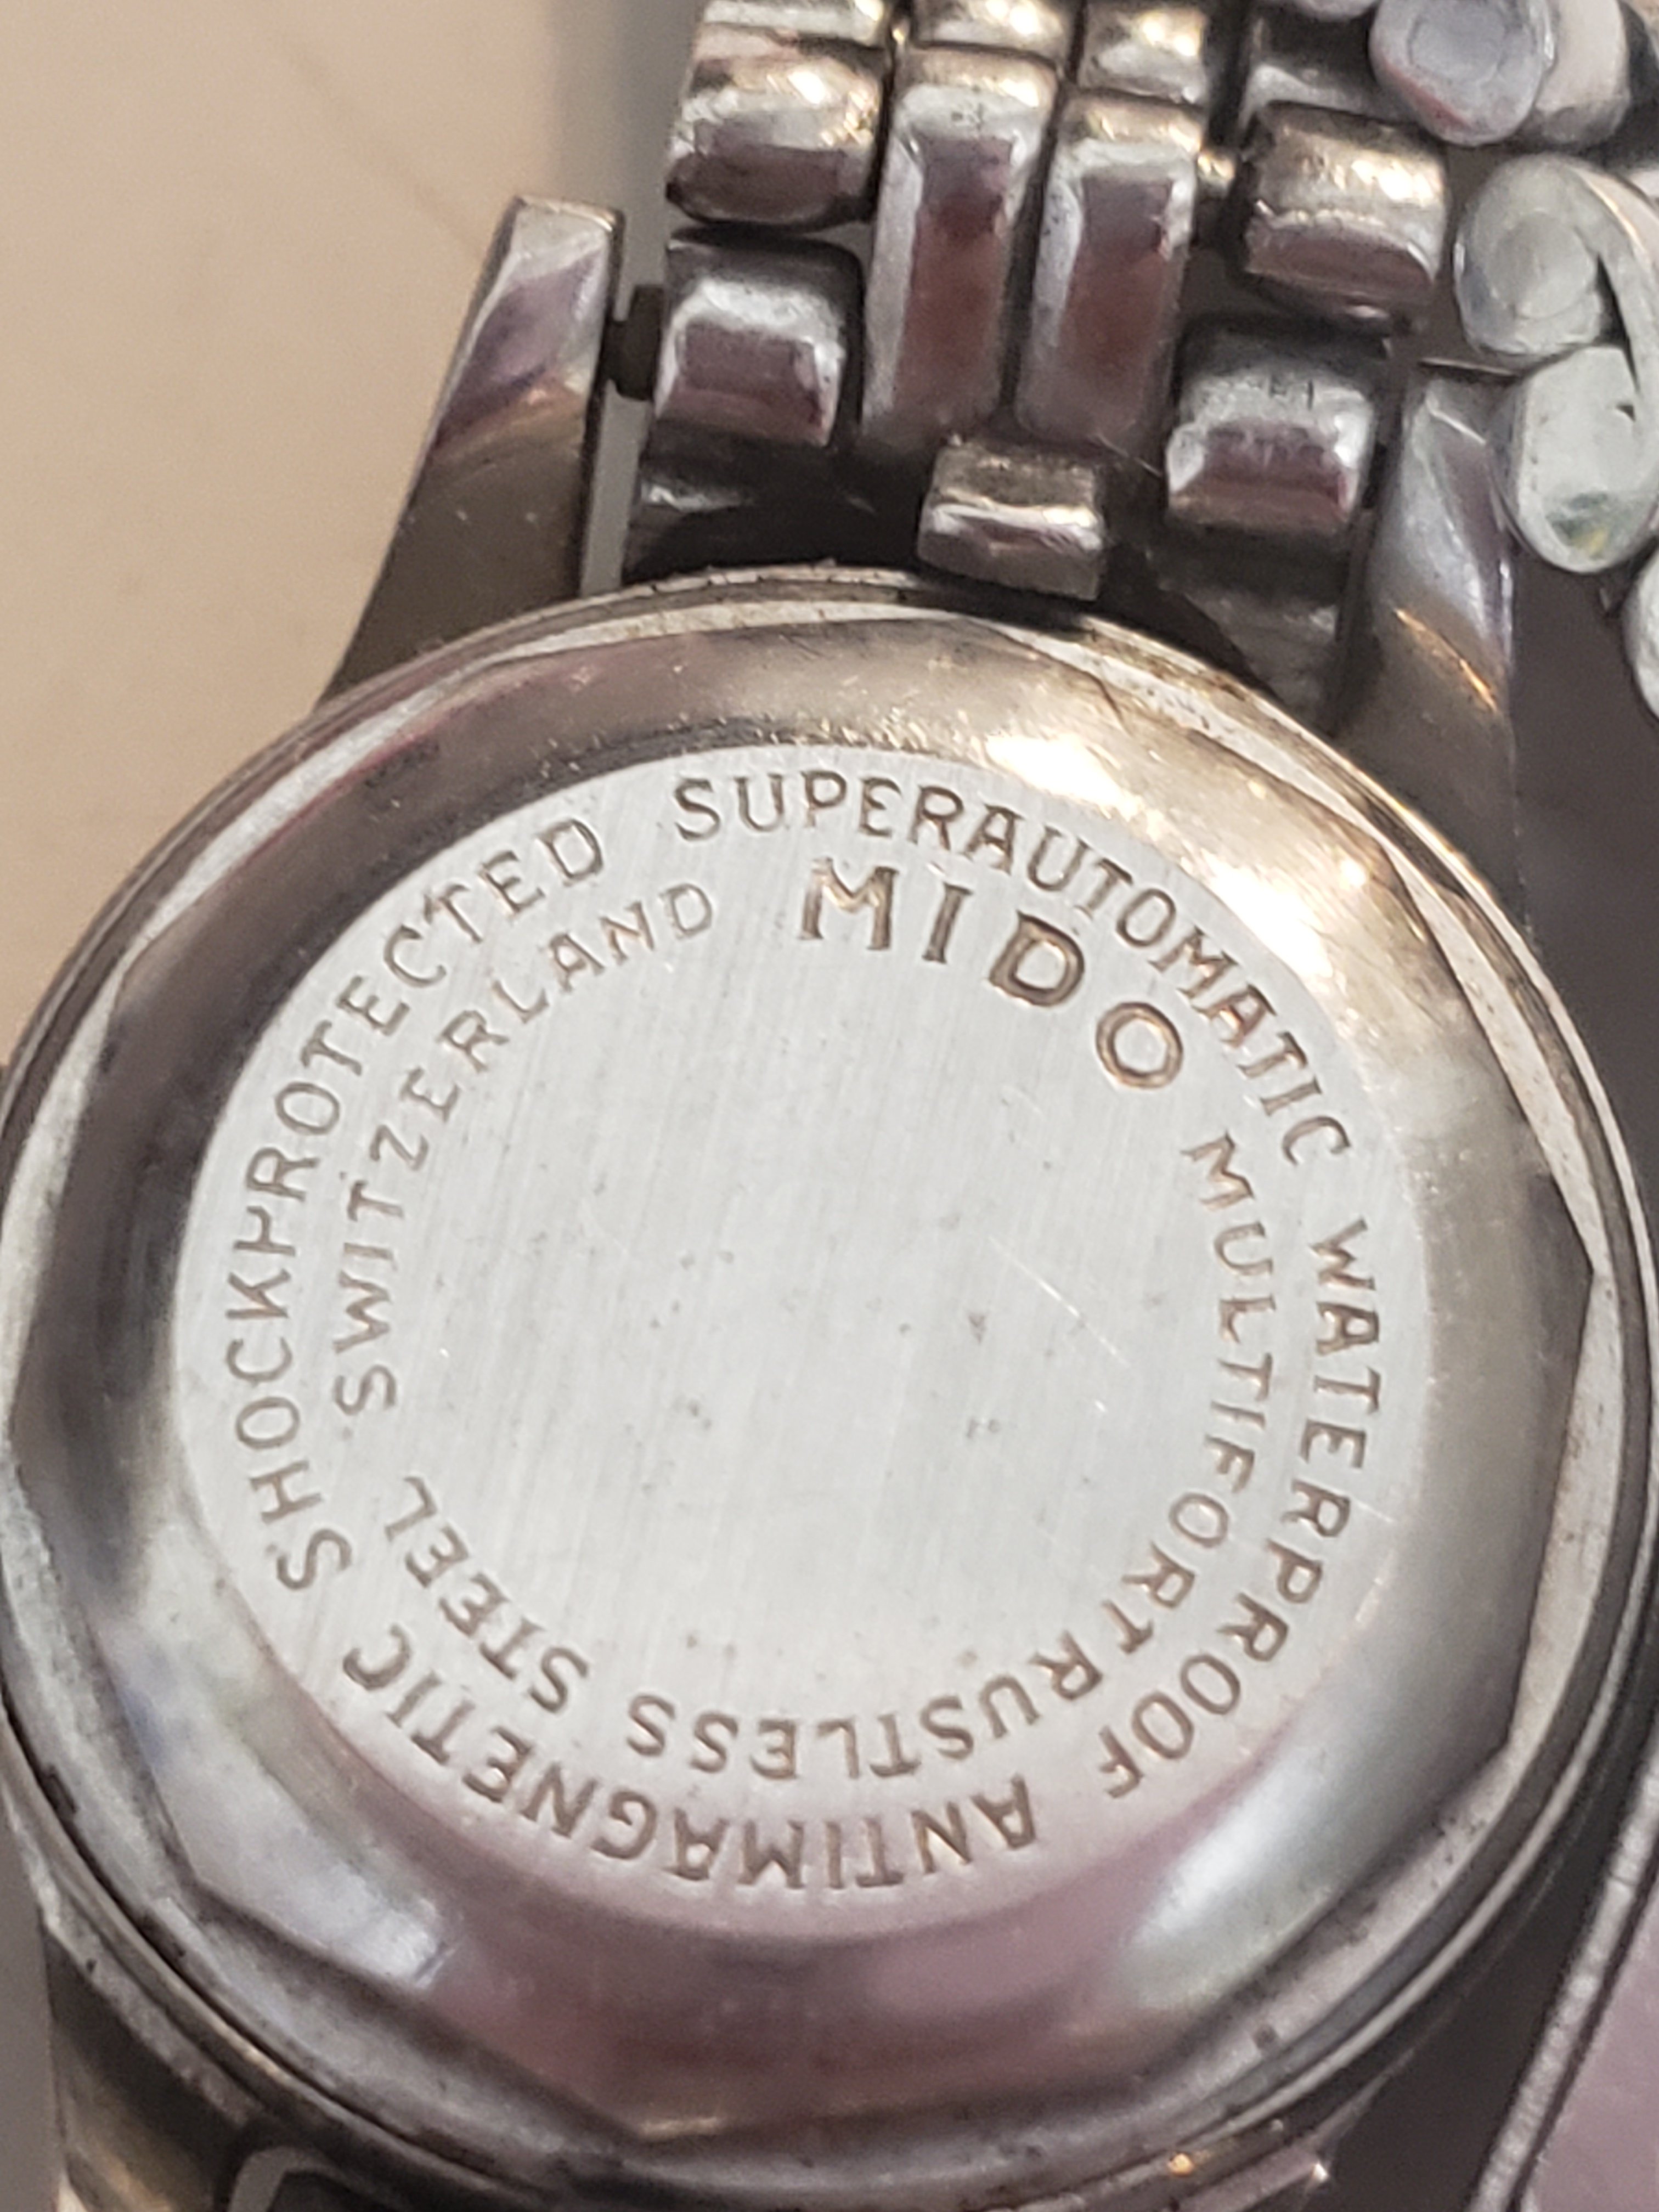 SUPERAUTOMATIC WATERPROOF ANTIMAGNETIC SHOCKPROTECTED
MIDO MULTIFORT RUSTLESS STEEL SWITZERLAND